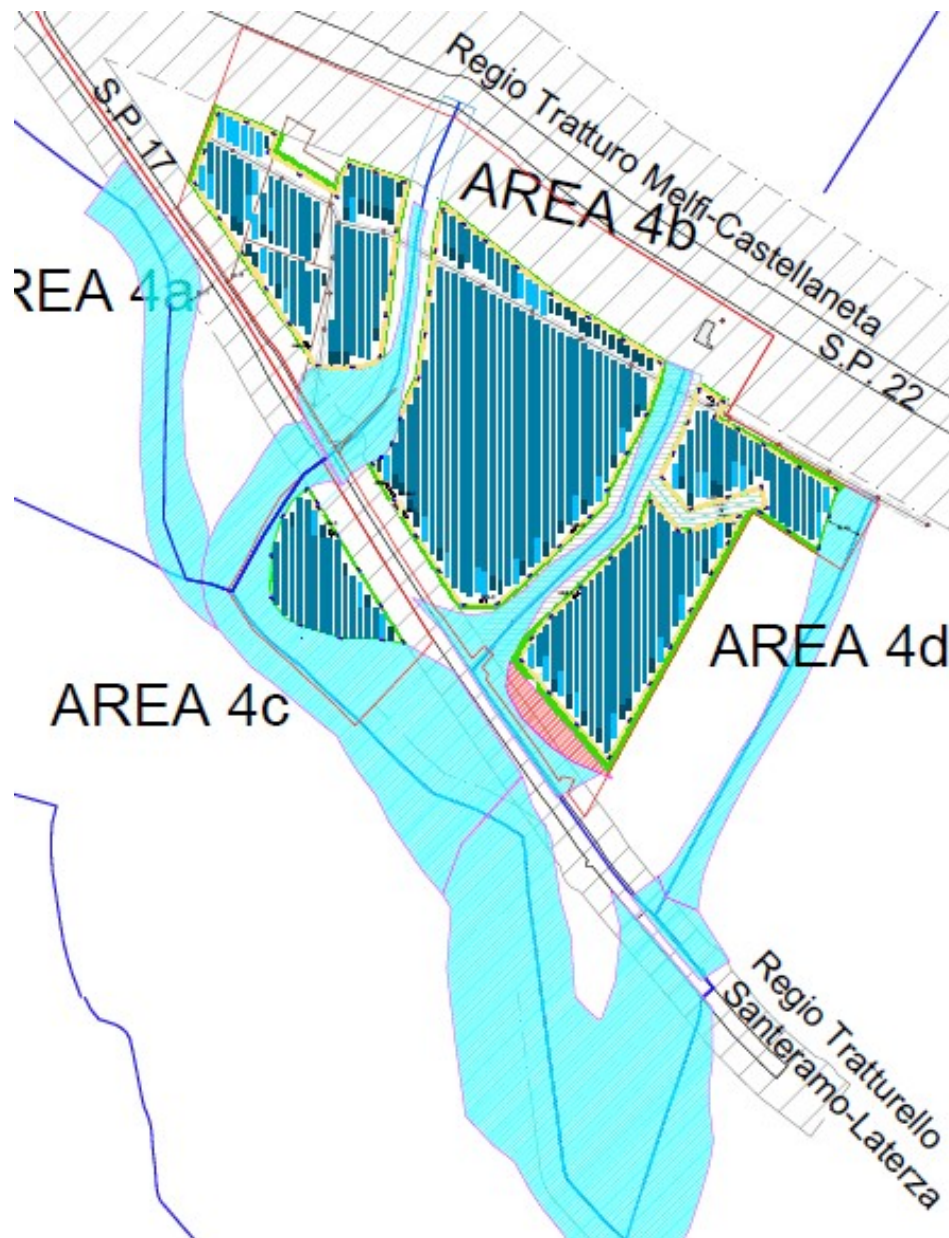 Regio Tratturo Melfi-Castellaneta
S.P. 17
AREA 4b
REA 4a
S.P. 22
AREA 4d
AREA 4c
Regio Tratturello
Santeramo-Laterza